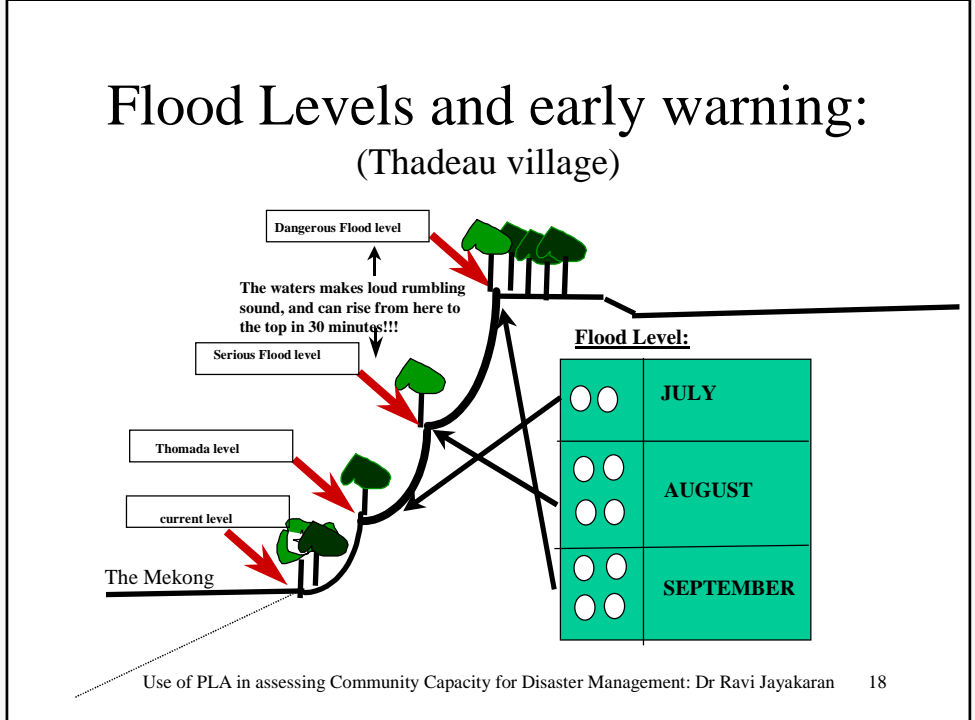 Flood Levels and early warning:
(Thadeau village)
Dangerous Flood level
The waters makes loud rumbling
sound, and can rise from here to
the top in 30 minutes!!!
Serious Flood level
Thomada level
current level
The Mekong
Flood Level:
JULY
AUGUST
SEPTEMBER
Use of PLA in assessing Community Capacity for Disaster Management: Dr Ravi Jayakaran 18